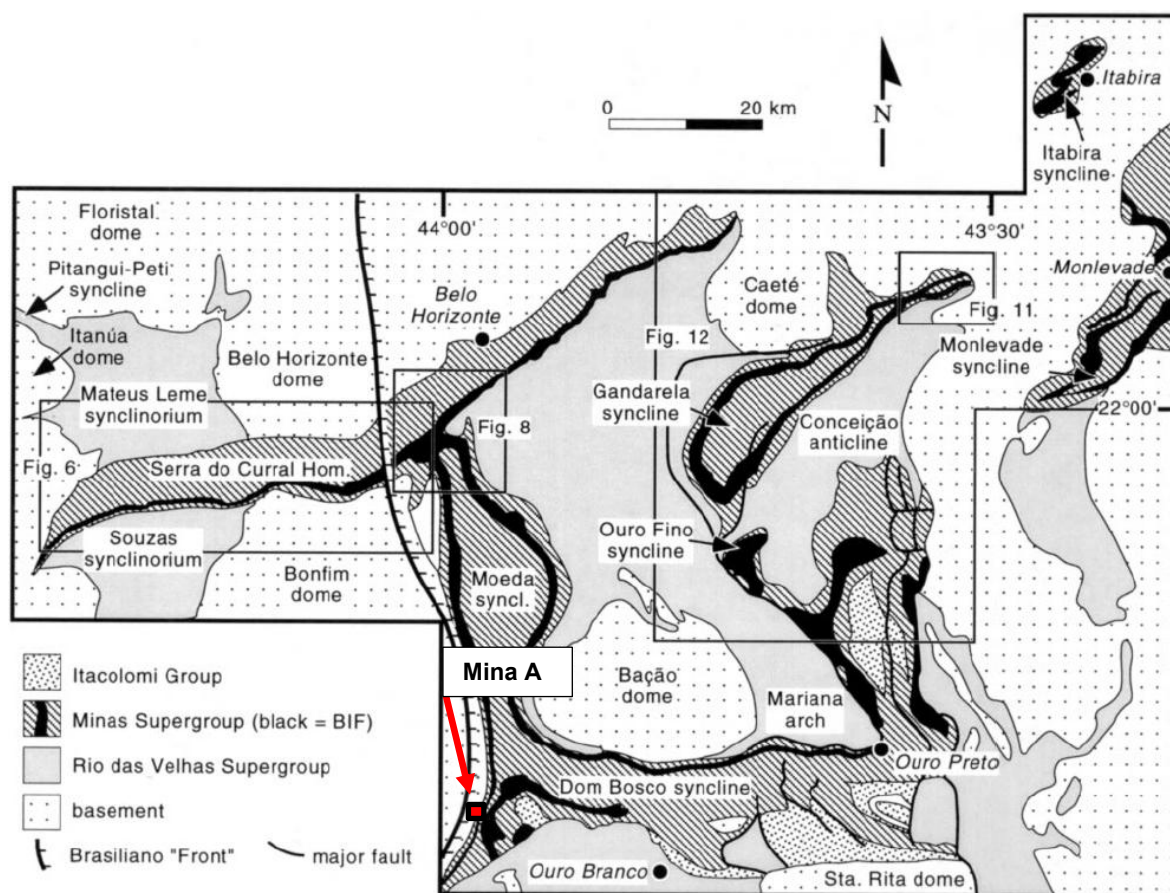 Itabira
0
20 km
N
Itabira
syncline
Floristal
dome
44°00'
43°30'
Pitangui-Peti
syncline
Monlevade
Belo
Horizonte
Caeté
dome
Itanúa
dome
Fig. 11
Fig. 12
Belo Horizonte
dome
Monlevade
syncline
Mateus Leme
synclinorium
Gandarela
syncline
22°00'
Conceição
anticline
Fig. 8
Fig. 6
Serra do Curral Hom.
Souzas
synclinorium
Ouro Fino
syncline
Bonfim
dome
Moeda
syncl.
Mina A
Bação
dome
Mariana
arch
Itacolomi Group
Minas Supergroup (black = BIF)
Rio das Velhas Supergroup
basement
Brasiliano "Front"
major fault
Ouro Preto
Dom Bosco syncline
Ouro Branco
Sta. Rita dome